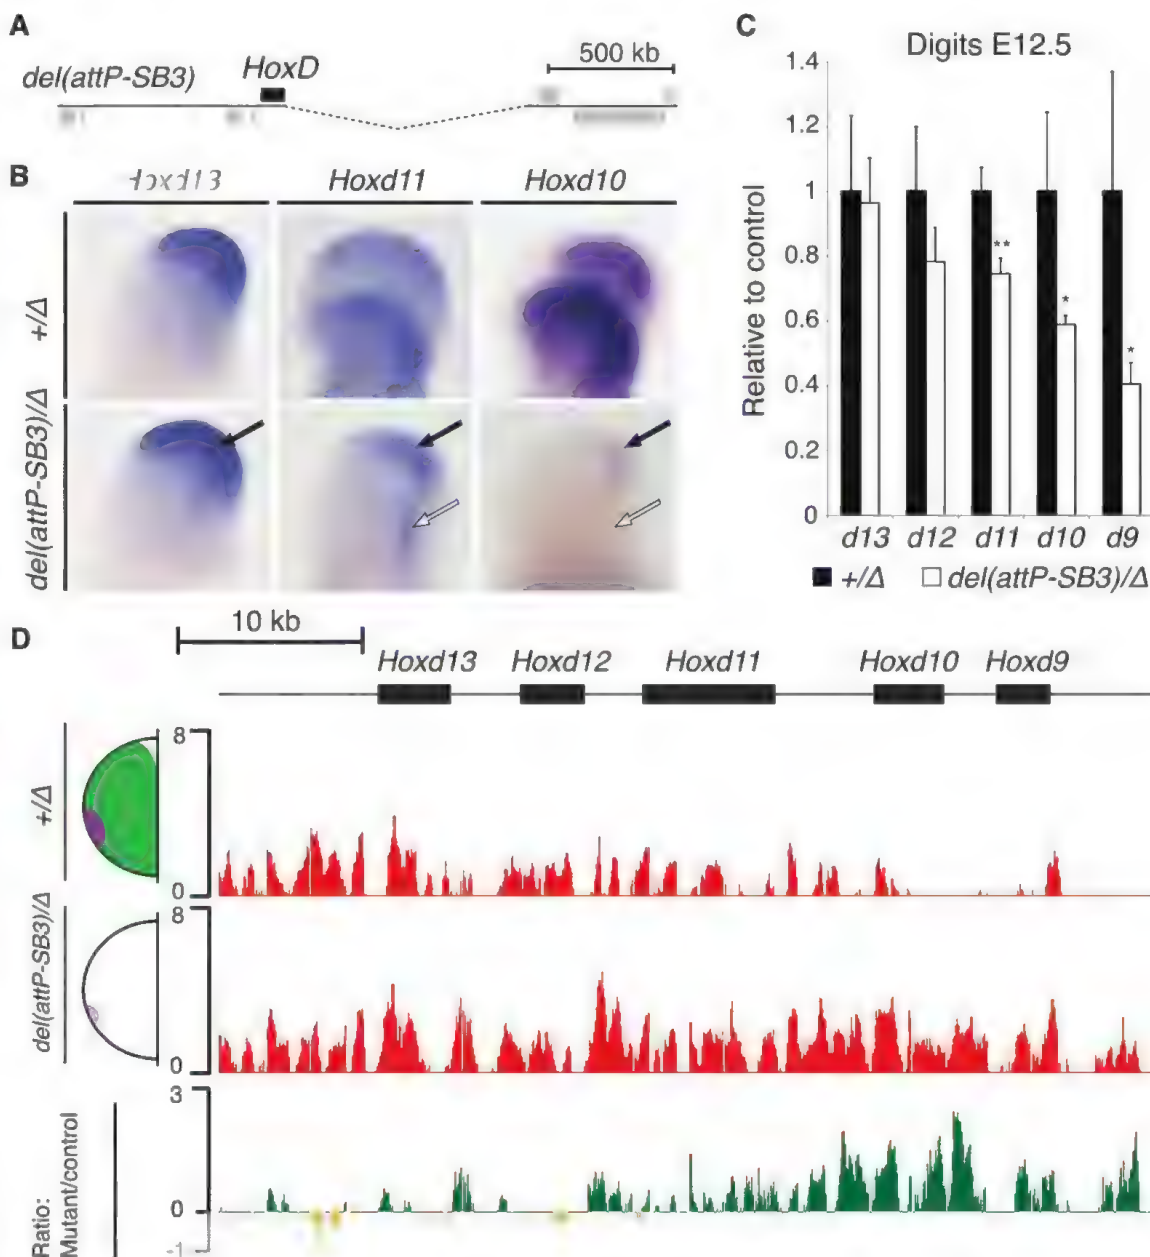 A
del(attP-SB3)
HoxD
500 kb
B
Hoxd13
Hoxd11
Hoxd10
+/Δ
del(attP-SB3)/Δ
C
Digits E12.5
Relative to control
1.4
1.2
1
0.8
0.6
0.4
0.2
0
**
*
*
d13
d12
d11
d10
d9
+/Δ
del(attP-SB3)/Δ
D
10 kb
Hoxd13
Hoxd12
Hoxd11
Hoxd10
Hoxd9
+/Δ
8
0
del(attP-SB3)/Δ
8
0
Ratio:
Mutant/control
3
0
-1